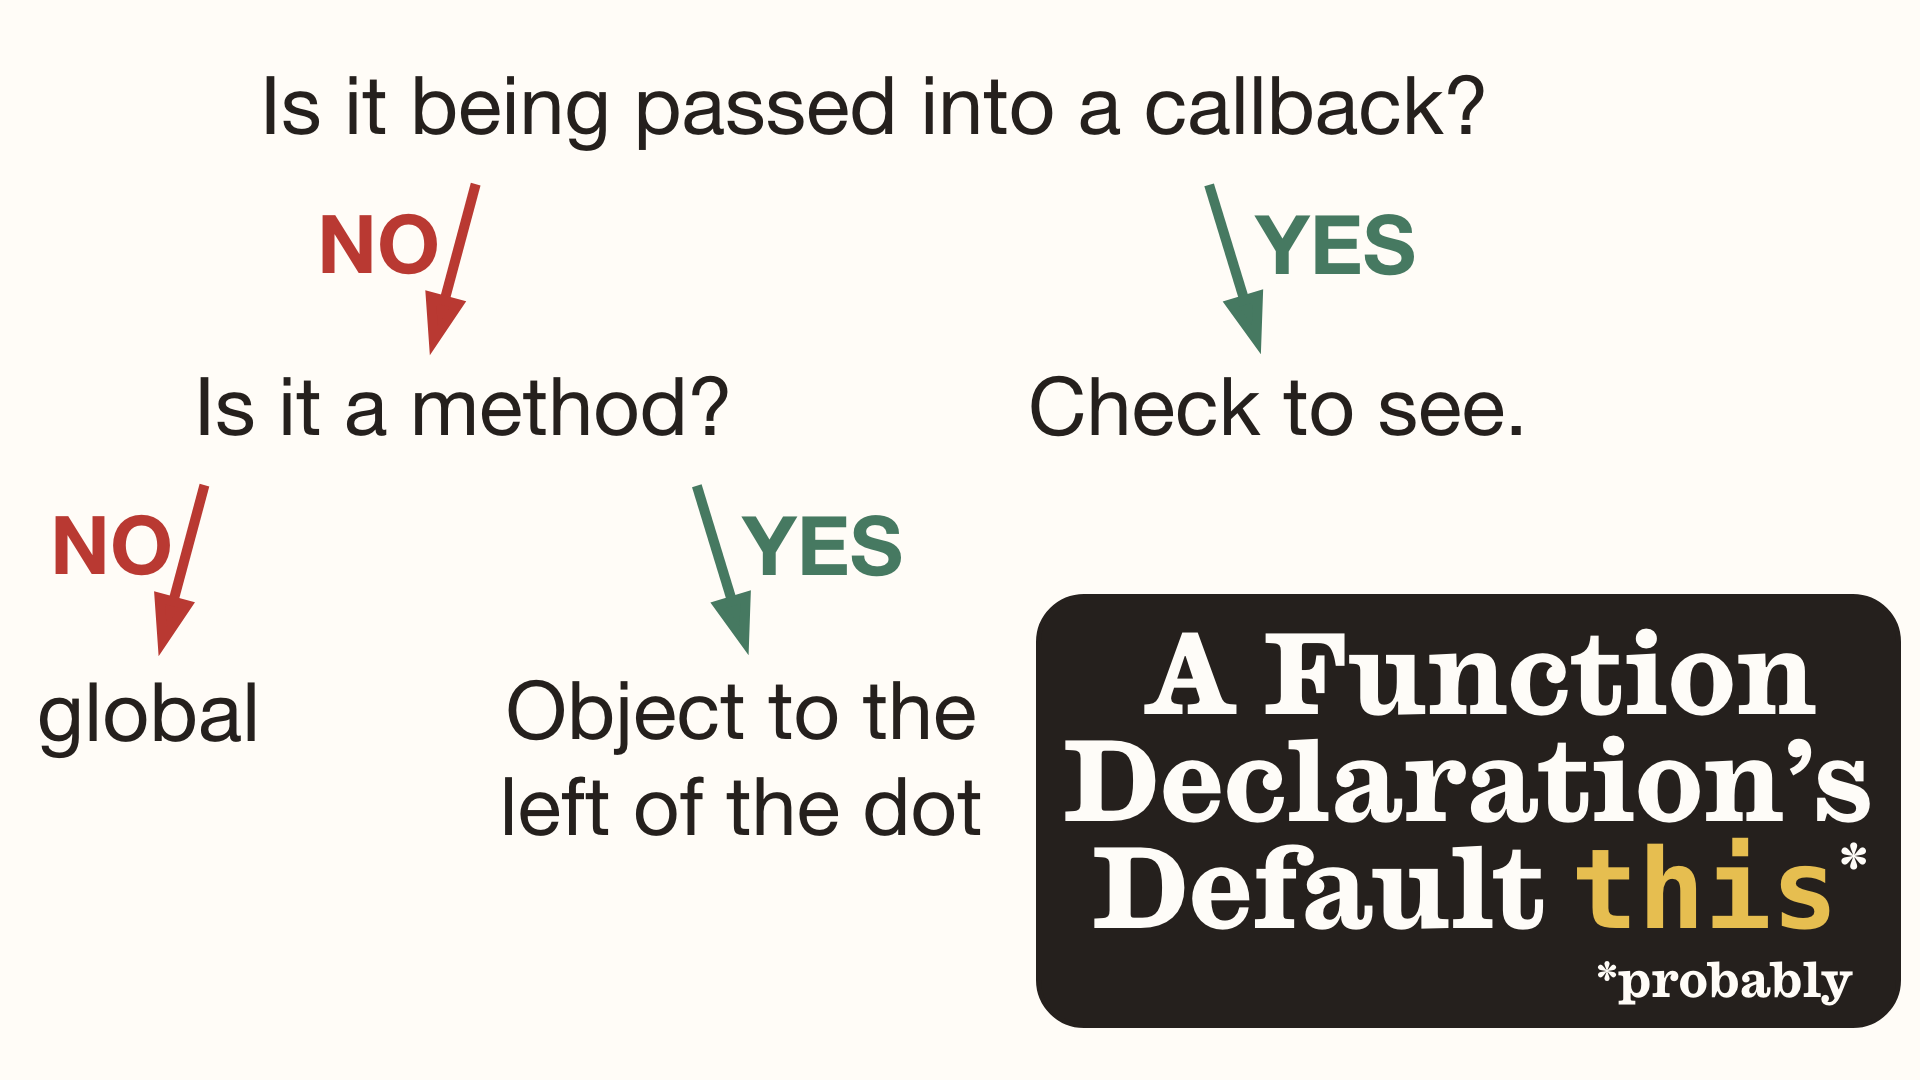 Is it being passed into a callback?
NO
YES
Is it a method?
Check to see.
NO
YES
global
Object to the
left of the dot
A Function
Declaration’s
Default this*
*probably